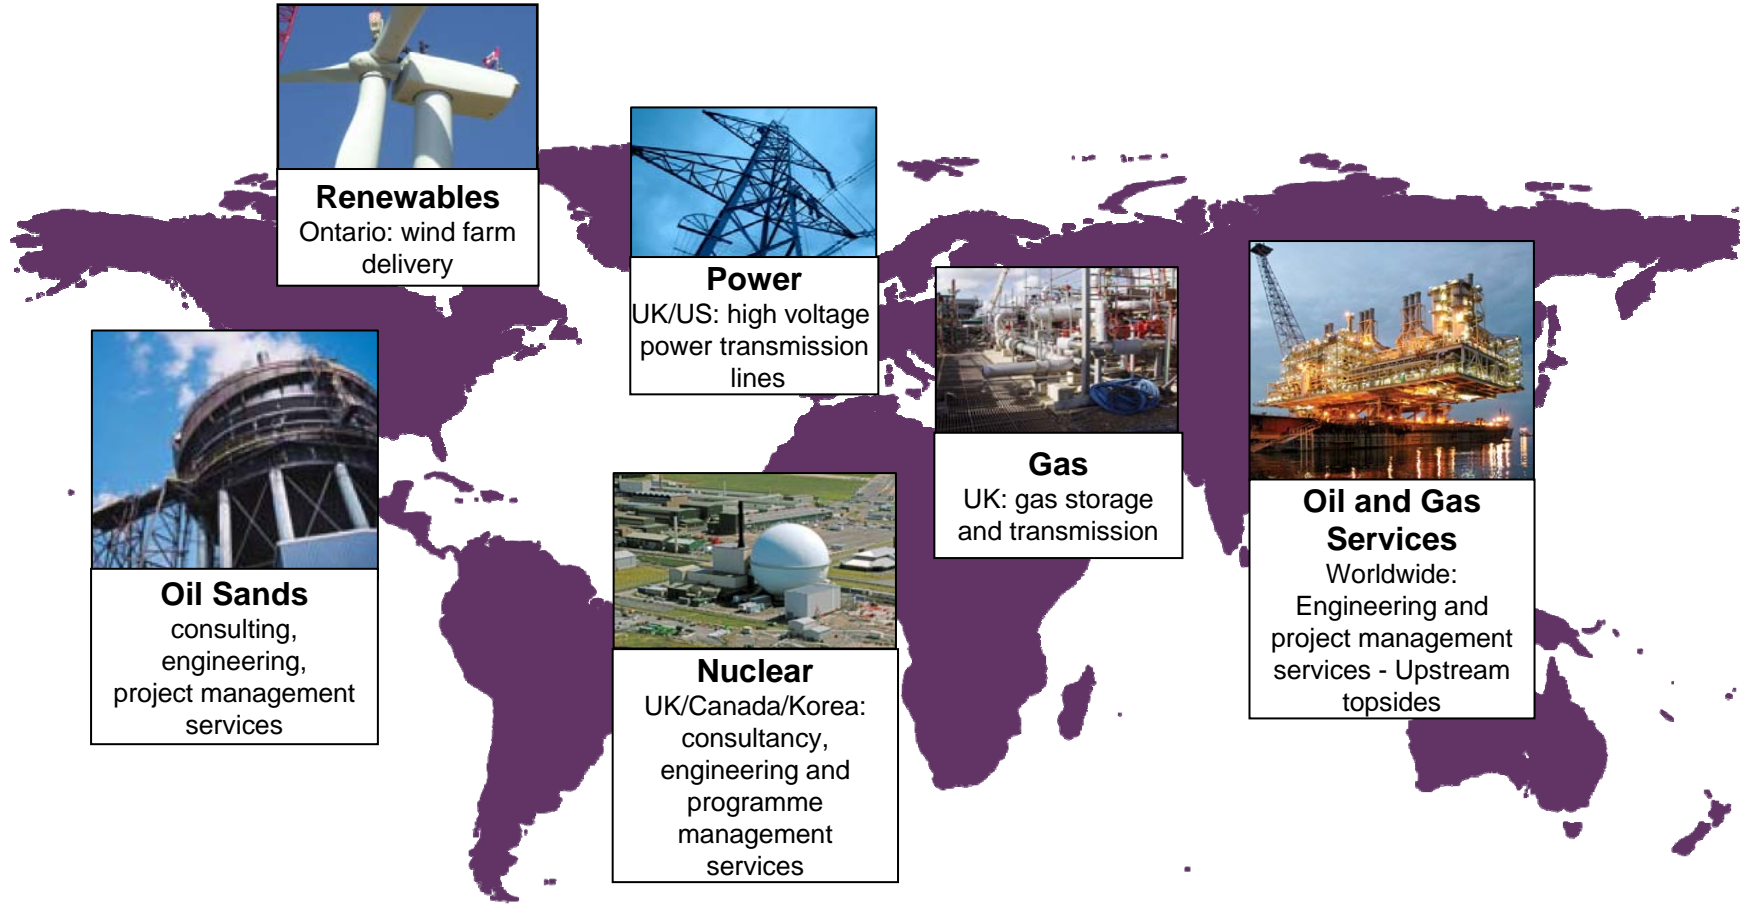 Renewables
Ontario: wind farm
delivery
Power
UK/US: high voltage
power transmission
lines
Gas
UK: gas storage
and transmission
Oil and Gas
Services
Worldwide:
Engineering and
project management
services - Upstream
topsides
Oil Sands
consulting,
engineering,
project management
services
Nuclear
UK/Canada/Korea:
consultancy,
engineering and
programme
management
services